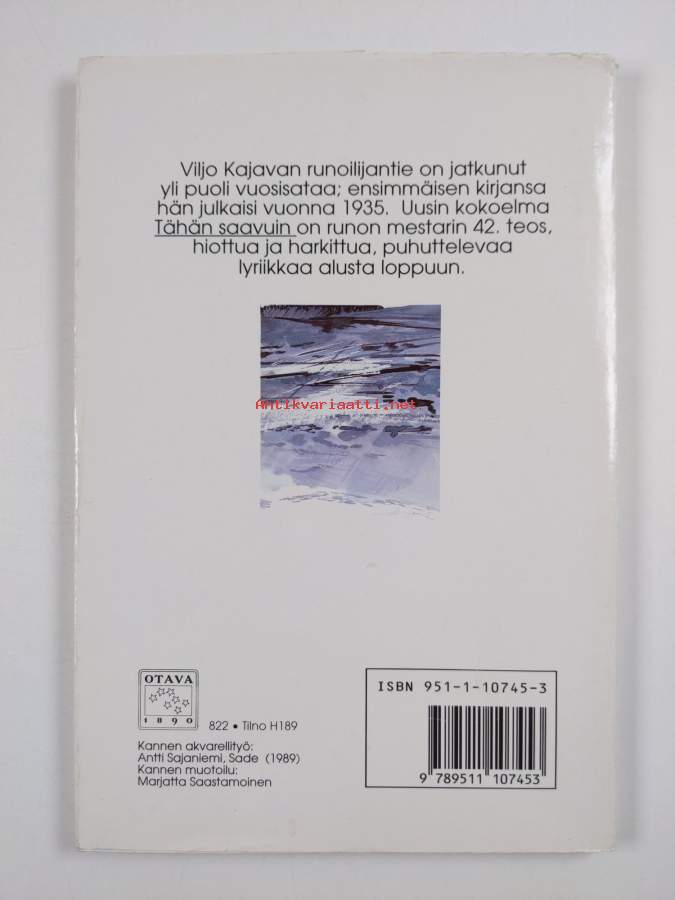 Viljo Kajavan runoilijantie on jatkunut
yli puoli vuosisataa; ensimmäisen kirjansa
hän julkaisi vuonna 1935. Uusin kokoelma
Tähän saavuin on runon mestarin 42. teos,
hiottua ja harkittua, puhuttelevaa
lyriikkaa alusta loppuun.
Antikvariaatti.net
OTAVA
1890
822 • Tilno H189
Kannen akvarellityö:
Antti Sajaniemi, Sade (1989)
Kannen muotoilu:
Marjatta Saastamoinen
ISBN 951-1-10745-3
9 789511 107453